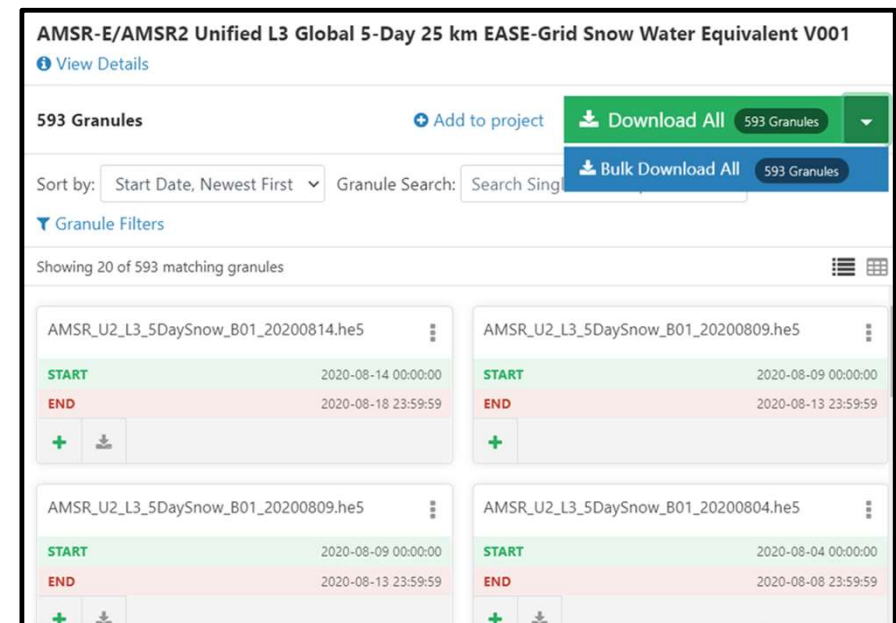 AMSR-E/AMSR2 Unified L3 Global 5-Day 25 km EASE-Grid Snow Water Equivalent V001
View Details
593 Granules
Add to project
Download All 593 Granules
Bulk Download All 593 Granules
Sort by: Start Date, Newest First
Granule Search: Search Singl
Granule Filters
Showing 20 of 593 matching granules
AMSR_U2_L3_5DaySnow_B01_20200814.he5
START 2020-08-14 00:00:00
END 2020-08-18 23:59:59
AMSR_U2_L3_5DaySnow_B01_20200809.he5
START 2020-08-09 00:00:00
END 2020-08-13 23:59:59
AMSR_U2_L3_5DaySnow_B01_20200809.he5
START 2020-08-09 00:00:00
END 2020-08-13 23:59:59
AMSR_U2_L3_5DaySnow_B01_20200804.he5
START 2020-08-04 00:00:00
END 2020-08-08 23:59:59